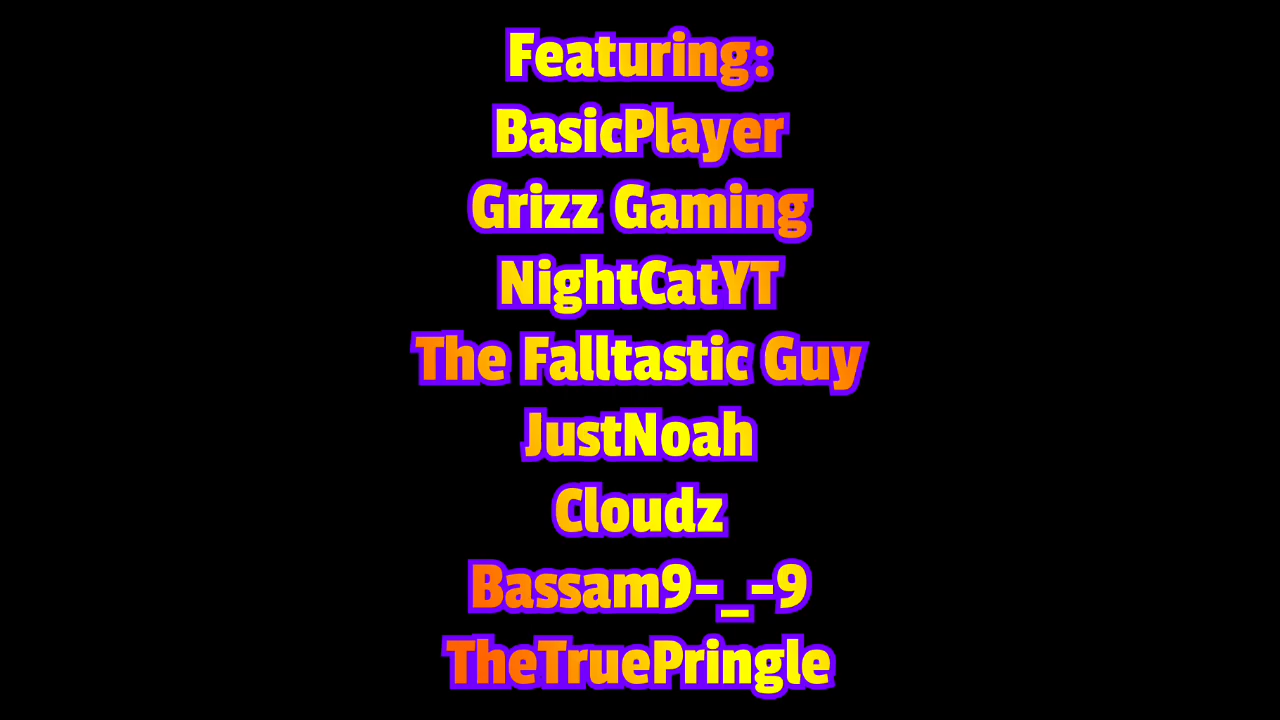 Featuring:
BasicPlayer
Grizz Gaming
NightCatYT
The Falltastic Guy
JustNoah
Cloudz
Bassam9-_-9
TheTruePringle